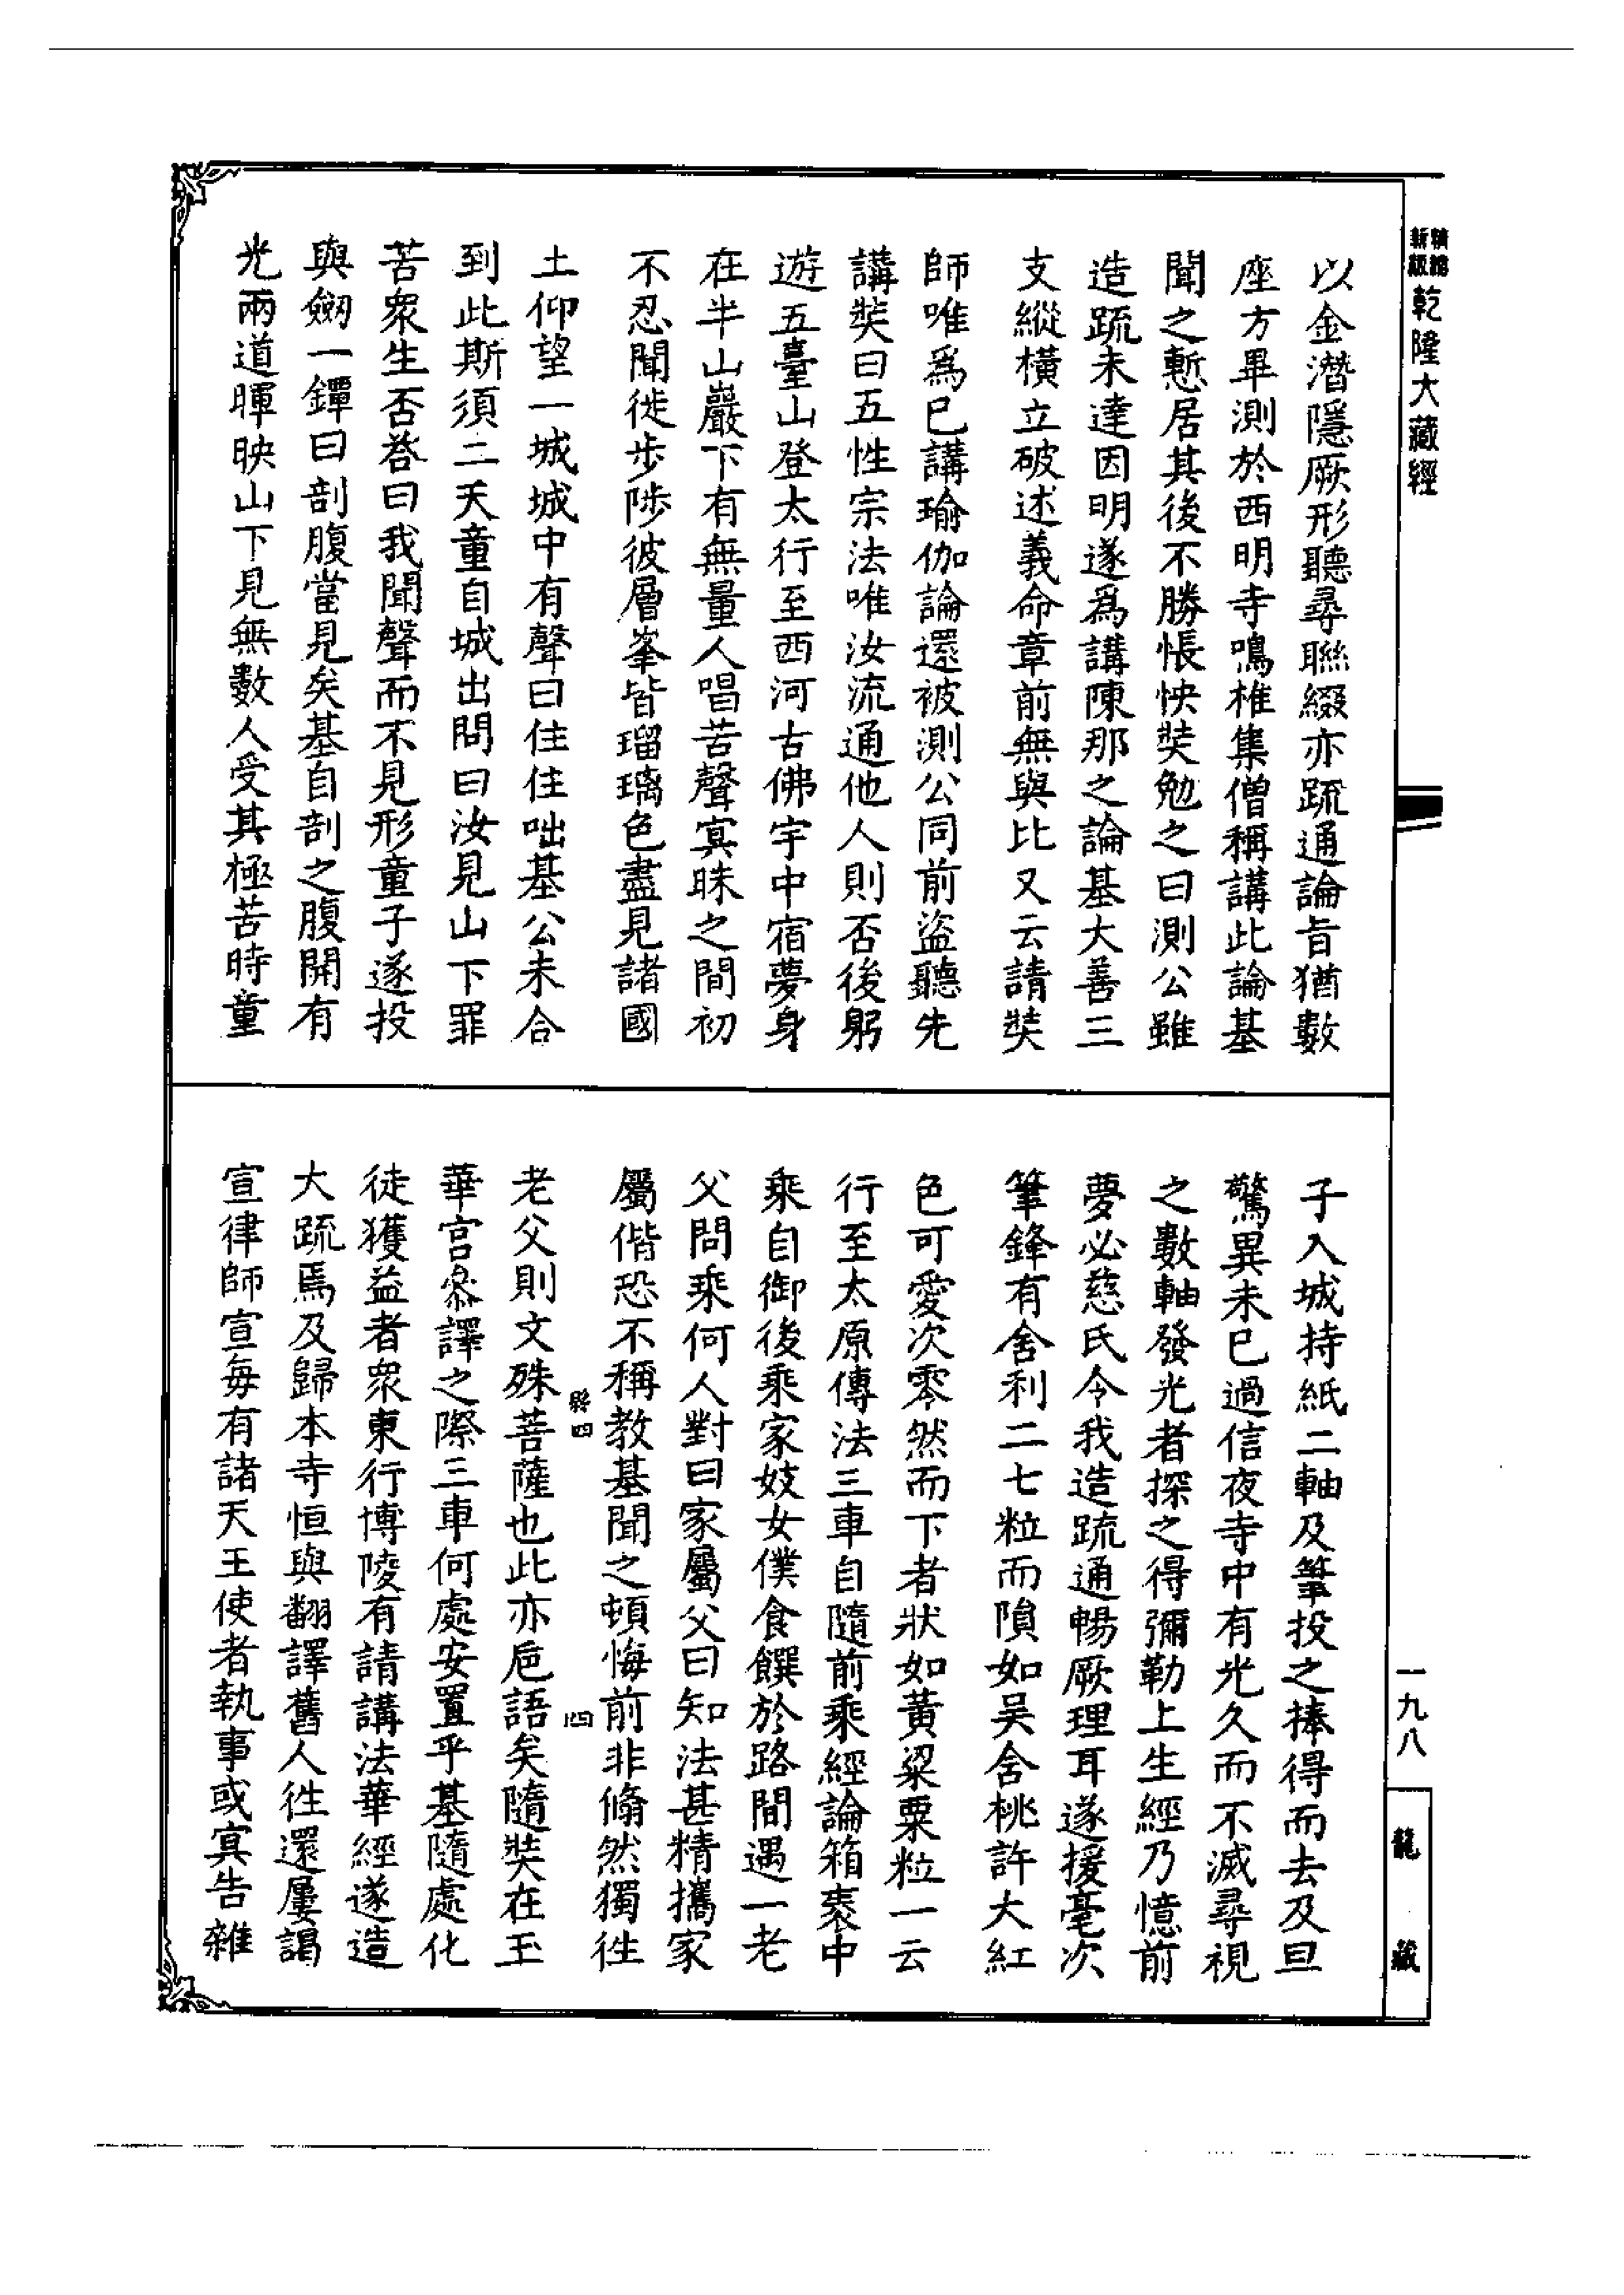 精縮
新版
乾隆大藏經
以金潛隱厥形聽尋聯綴亦疏通論旨猶數
座方畢測於西明寺鳴椎集僧稱講此論基
聞之慙居其後不勝悵怏奘勉之曰測公雖
造疏未達因明遂爲講陳那之論基大善三
支縱橫立破述義命章前無與比又云請奘
師唯爲已講瑜伽論還被測公同前盜聽先
講奘曰五性宗法唯汝流通他人則否後躬
遊五臺山登太行至西河古佛宇中宿夢身
在半山巖下有無量人唱苦聲寘昧之間初
不忍聞徙步陟彼層峯皆瑠璃色盡見諸國
土仰望一城城中有聲曰住住咄基公未合
到此斯須二天童自城出問曰汝見山下罪
苦衆生否荅曰我聞聲而不見形童子遂投
與劒一鐔曰剖腹當見矣基自剖之腹開有
光兩道暉映山下見無數人受其極苦時童
子入城持紙二軸及筆投之捧得而去及旦
驚異未已過信夜寺中有光久而不滅尋視
之數軸發光者探之得彌勒上生經乃憶前
夢必慈氏令我造疏通暢厥理耳遂援毫次
筆鋒有舍利二七粒而隕如吴舍桃許大紅
色可愛次零然而下者狀如黃粱粟粒一云
行至太原傳法三車自隨前乘經論箱袠中
乘自御後乘家妓女僕食饌於路間遇一老
父問乘何人對曰家屬父曰知法甚精攜家
屬偕恐不稱教基聞之頓悔前非翛然獨徃
老父則文殊菩薩也此亦巵語矣隨奘在玉
華宮叅譯之際三車何處安置乎基隨處化
徒獲益者衆東行博陵有請講法華經遂造
大疏焉及歸本寺恒與翻譯舊人徃還屢謁
宣律師宣每有諸天王使者執事或寘告雜
四
一九八
龍藏